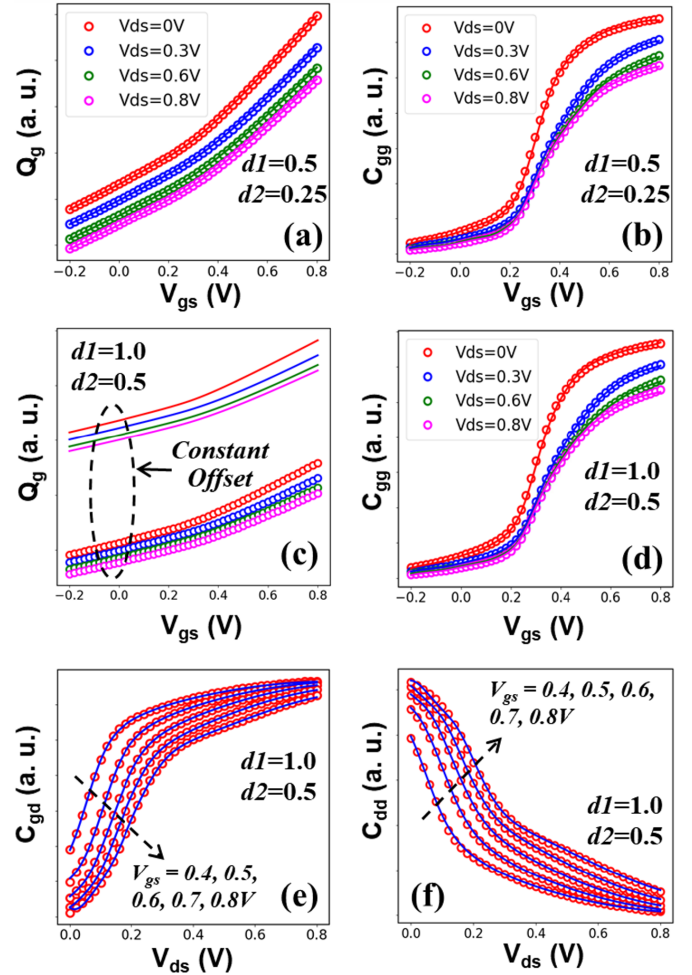 Qg (a. u.)
Vds=0V
Vds=0.3V
Vds=0.6V
Vds=0.8V
d1=0.5
d2=0.25
(a)
−0.2 0.0 0.2 0.4 0.6 0.8
Vgs (V)
Cgg (a. u.)
Vds=0V
Vds=0.3V
Vds=0.6V
Vds=0.8V
d1=0.5
d2=0.25
(b)
−0.2 0.0 0.2 0.4 0.6 0.8
Vgs (V)
Qg (a. u.)
d1=1.0
d2=0.5
Constant
Offset
(c)
−0.2 0.0 0.2 0.4 0.6 0.8
Vgs (V)
Cgg (a. u.)
Vds=0V
Vds=0.3V
Vds=0.6V
Vds=0.8V
d1=1.0
d2=0.5
(d)
−0.2 0.0 0.2 0.4 0.6 0.8
Vgs (V)
Cgd (a. u.)
d1=1.0
d2=0.5
Vgs = 0.4, 0.5,
0.6, 0.7, 0.8V
(e)
0.0 0.2 0.4 0.6 0.8
Vds (V)
Cdd (a. u.)
Vgs = 0.4, 0.5, 0.6,
0.7, 0.8V
d1=1.0
d2=0.5
(f)
0.0 0.2 0.4 0.6 0.8
Vds (V)